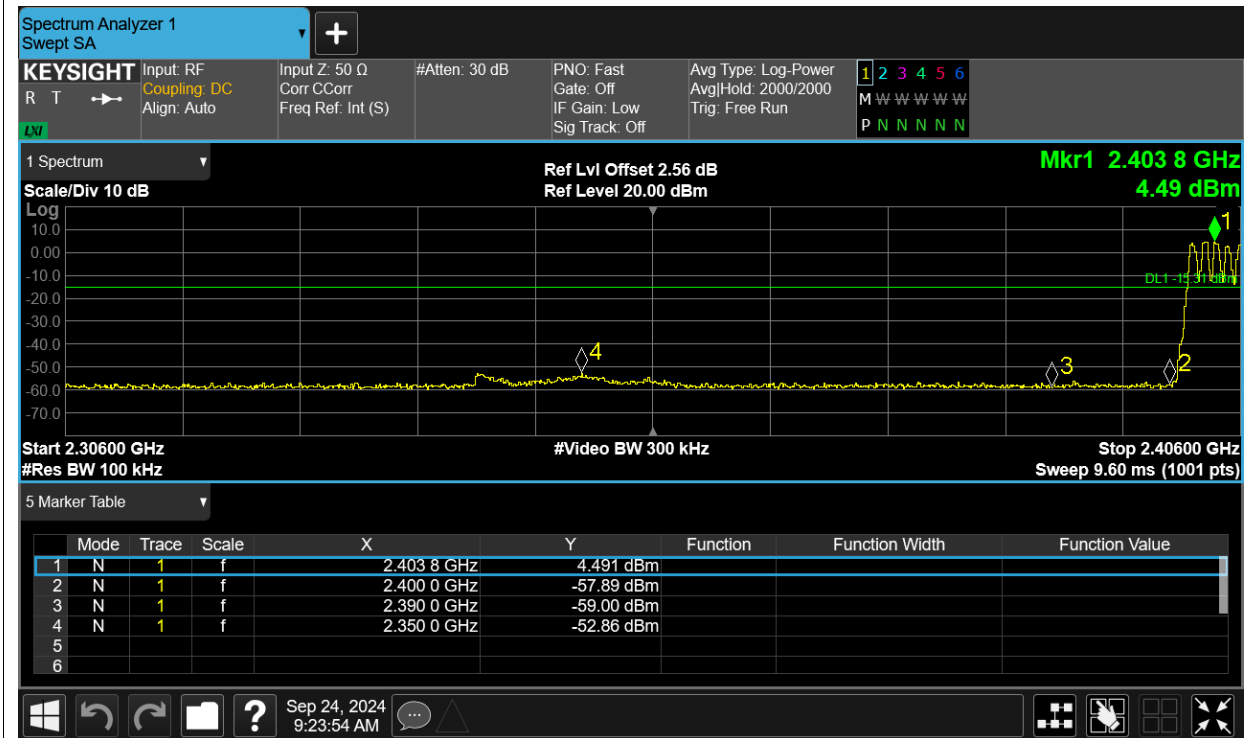 Spectrum Analyzer 1
Swept SA
KEYSIGHT Input: RF Input Z: 50 Ω #Atten: 30 dB PNO: Fast Avg Type: Log-Power 1 2 3 4 5 6
R T Coupling: DC Corr CCorr Gate: Off Avg|Hold: 2000/2000 M W W W W W
Align: Auto Freq Ref: Int (S) IF Gain: Low Trig: Free Run P N N N N N
LXI Sig Track: Off
1 Spectrum Ref Lvl Offset 2.56 dB Mkr1 2.403 8 GHz
Scale/Div 10 dB Ref Level 20.00 dBm 4.49 dBm
Log
10.0
0.00
-10.0
-20.0
-30.0
-40.0
-50.0
-60.0
-70.0
1
DL1 -15.31 dBm
4
3
2
Start 2.30600 GHz #Video BW 300 kHz Stop 2.40600 GHz
#Res BW 100 kHz Sweep 9.60 ms (1001 pts)
5 Marker Table
Mode Trace Scale X Y Function Function Width Function Value
1 N 1 f 2.403 8 GHz 4.491 dBm
2 N 1 f 2.400 0 GHz -57.89 dBm
3 N 1 f 2.390 0 GHz -59.00 dBm
4 N 1 f 2.350 0 GHz -52.86 dBm
5
6
? Sep 24, 2024
9:23:54 AM